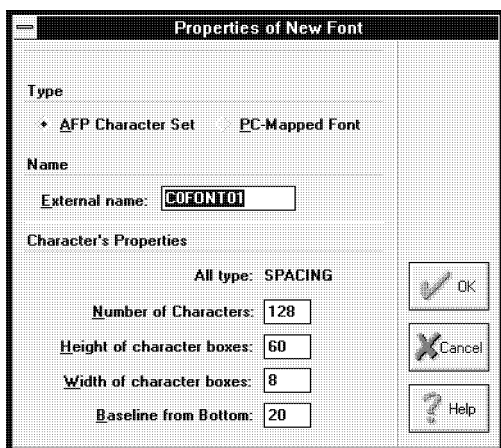 Properties of New Font
Type
AFP Character Set PC-Mapped Font
Name
External name: C0FONT01
Character's Properties
All type: SPACING
Number of Characters: 128
Height of character boxes: 60
Width of character boxes: 8
Baseline from Bottom: 20
OK
Cancel
Help